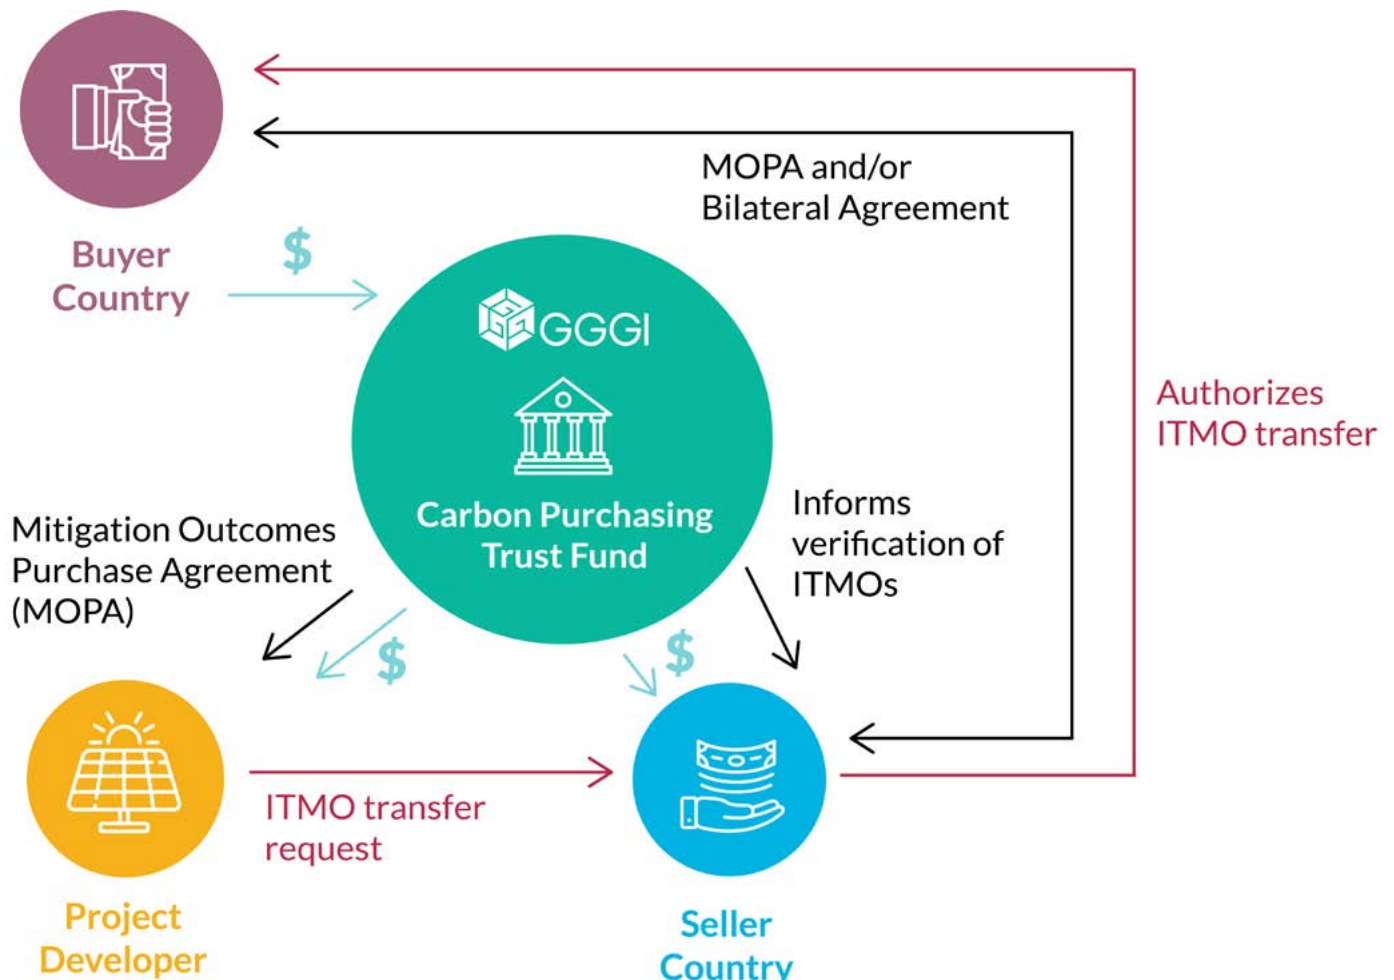 MOPA and/or
Bilateral Agreement
Buyer
Country
$
GGGI
Carbon Purchasing
Trust Fund
Authorizes
ITMO transfer
Informs
verification of
ITMOs
Mitigation Outcomes
Purchase Agreement
(MOPA)
$
$
ITMO transfer
request
Project
Developer
Seller
Country